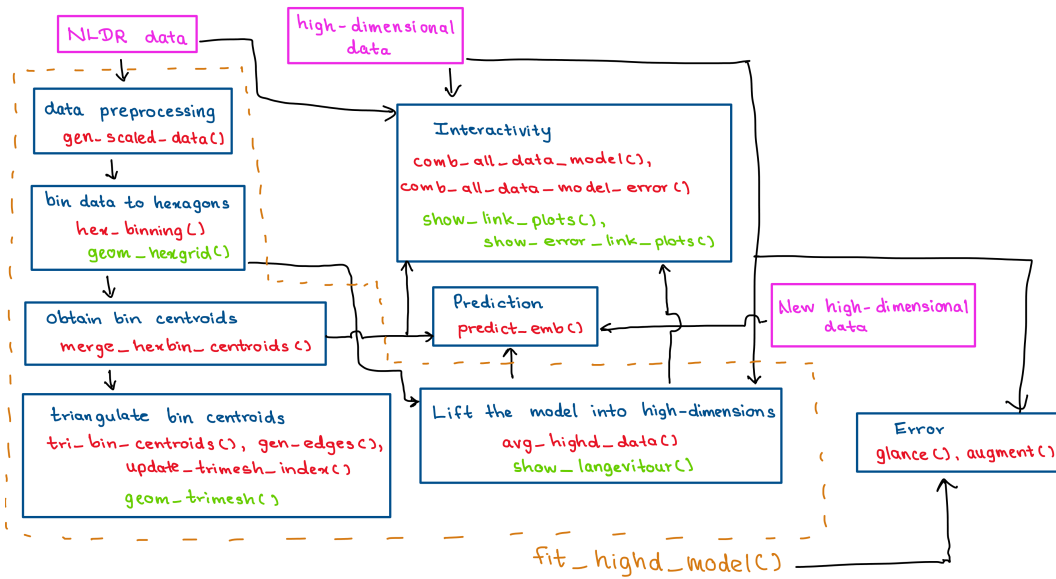 NLDR data
high-dimensional
data
data preprocessing
gen_scaled_data()
bin data to hexagons
hex_binning()
geom_hexgrid()
Obtain bin centroids
merge_hexbin_centroids()
triangulate bin centroids
tri_bin_centroids(), gen_edges(),
update_trimesh_index()
geom_trimesh()
Interactivity
comb_all_data_model(),
comb_all_data_model_error()
show_link_plots(),
show_error_link_plots()
Prediction
predict_emb()
New high-dimensional
data
Lift the model into high-dimensions
avg_highd_data()
show_langevitour()
Error
glance(), augment()
fit_highd_model()